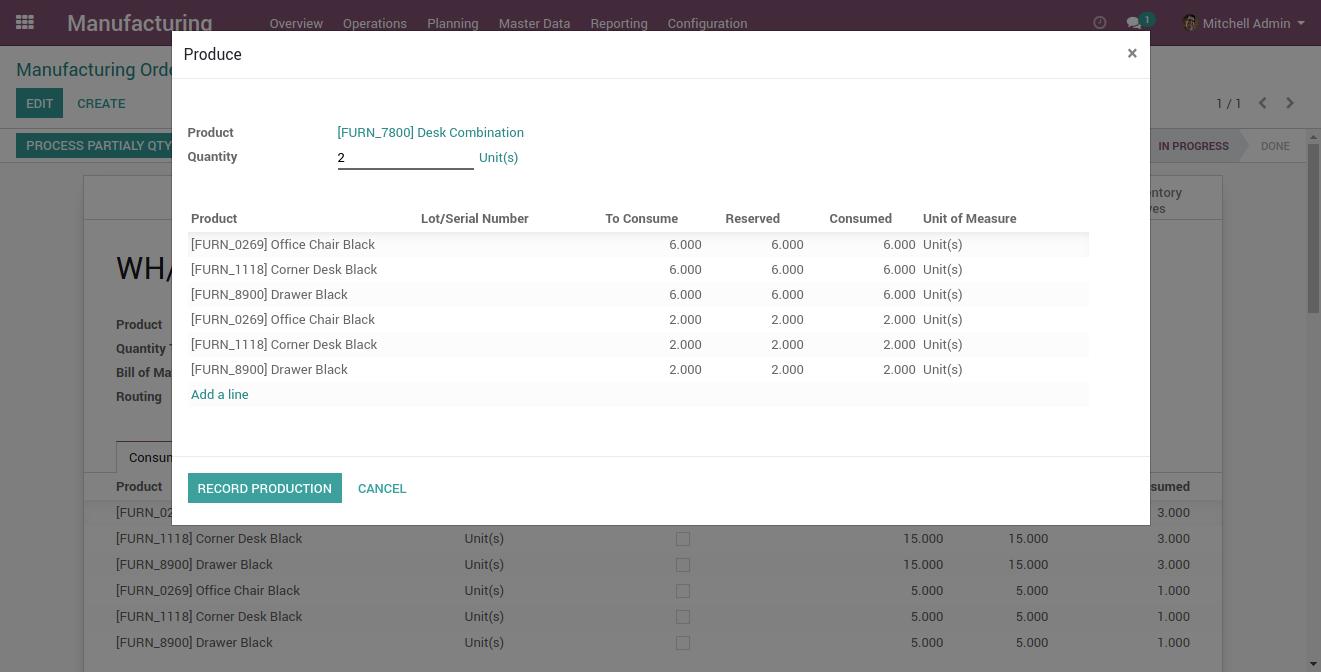 Manufacturing Overview Operations Planning Master Data Reporting Configuration 1 Mitchell Admin
Produce ×
Manufacturing Orde
EDIT CREATE 1 / 1
PROCESS PARTIALY QTY IN PROGRESS DONE
Product [FURN_7800] Desk Combination
Quantity 2 Unit(s)
Product Lot/Serial Number To Consume Reserved Consumed Unit of Measure
[FURN_0269] Office Chair Black 6.000 6.000 6.000 Unit(s)
[FURN_1118] Corner Desk Black 6.000 6.000 6.000 Unit(s)
[FURN_8900] Drawer Black 6.000 6.000 6.000 Unit(s)
[FURN_0269] Office Chair Black 2.000 2.000 2.000 Unit(s)
[FURN_1118] Corner Desk Black 2.000 2.000 2.000 Unit(s)
[FURN_8900] Drawer Black 2.000 2.000 2.000 Unit(s)
Add a line
RECORD PRODUCTION CANCEL
ntory
ves
WH/
Product
Quantity T
Bill of Ma
Routing
Consun
Product sumed
[FURN_02 3.000
[FURN_1118] Corner Desk Black Unit(s) 15.000 15.000 3.000
[FURN_8900] Drawer Black Unit(s) 15.000 15.000 3.000
[FURN_0269] Office Chair Black Unit(s) 5.000 5.000 1.000
[FURN_1118] Corner Desk Black Unit(s) 5.000 5.000 1.000
[FURN_8900] Drawer Black Unit(s) 5.000 5.000 1.000